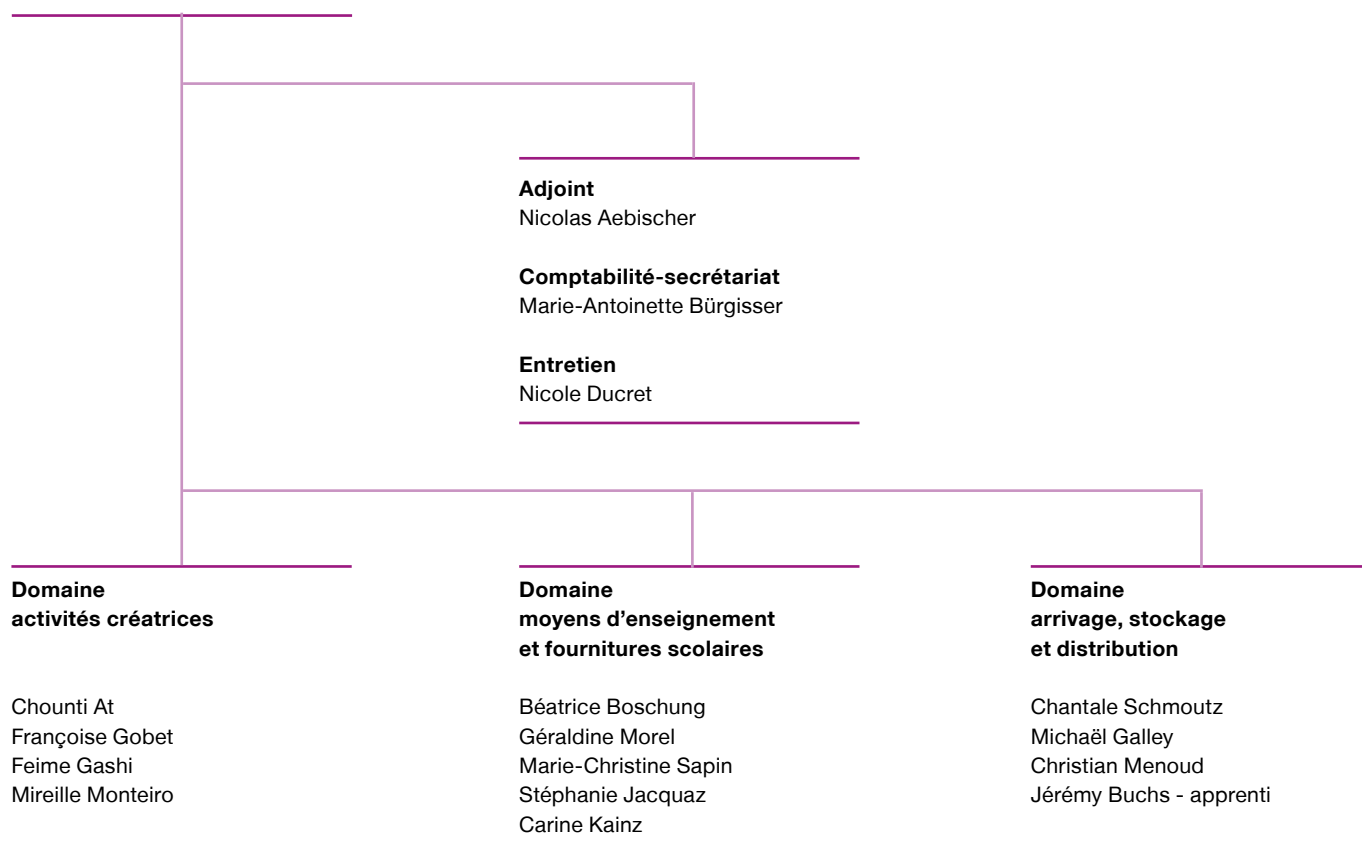 Adjoint
Nicolas Aebischer
Comptabilité-secrétariat
Marie-Antoinette Bürgisser
Entretien
Nicole Ducret
Domaine
activités créatrices
Chounti At
Françoise Gobet
Feime Gashi
Mireille Monteiro
Domaine
moyens d’enseignement
et fournitures scolaires
Béatrice Boschung
Géraldine Morel
Marie-Christine Sapin
Stéphanie Jacquaz
Carine Kainz
Domaine
arrivage, stockage
et distribution
Chantale Schmoutz
Michaël Galley
Christian Menoud
Jérémy Buchs - apprenti